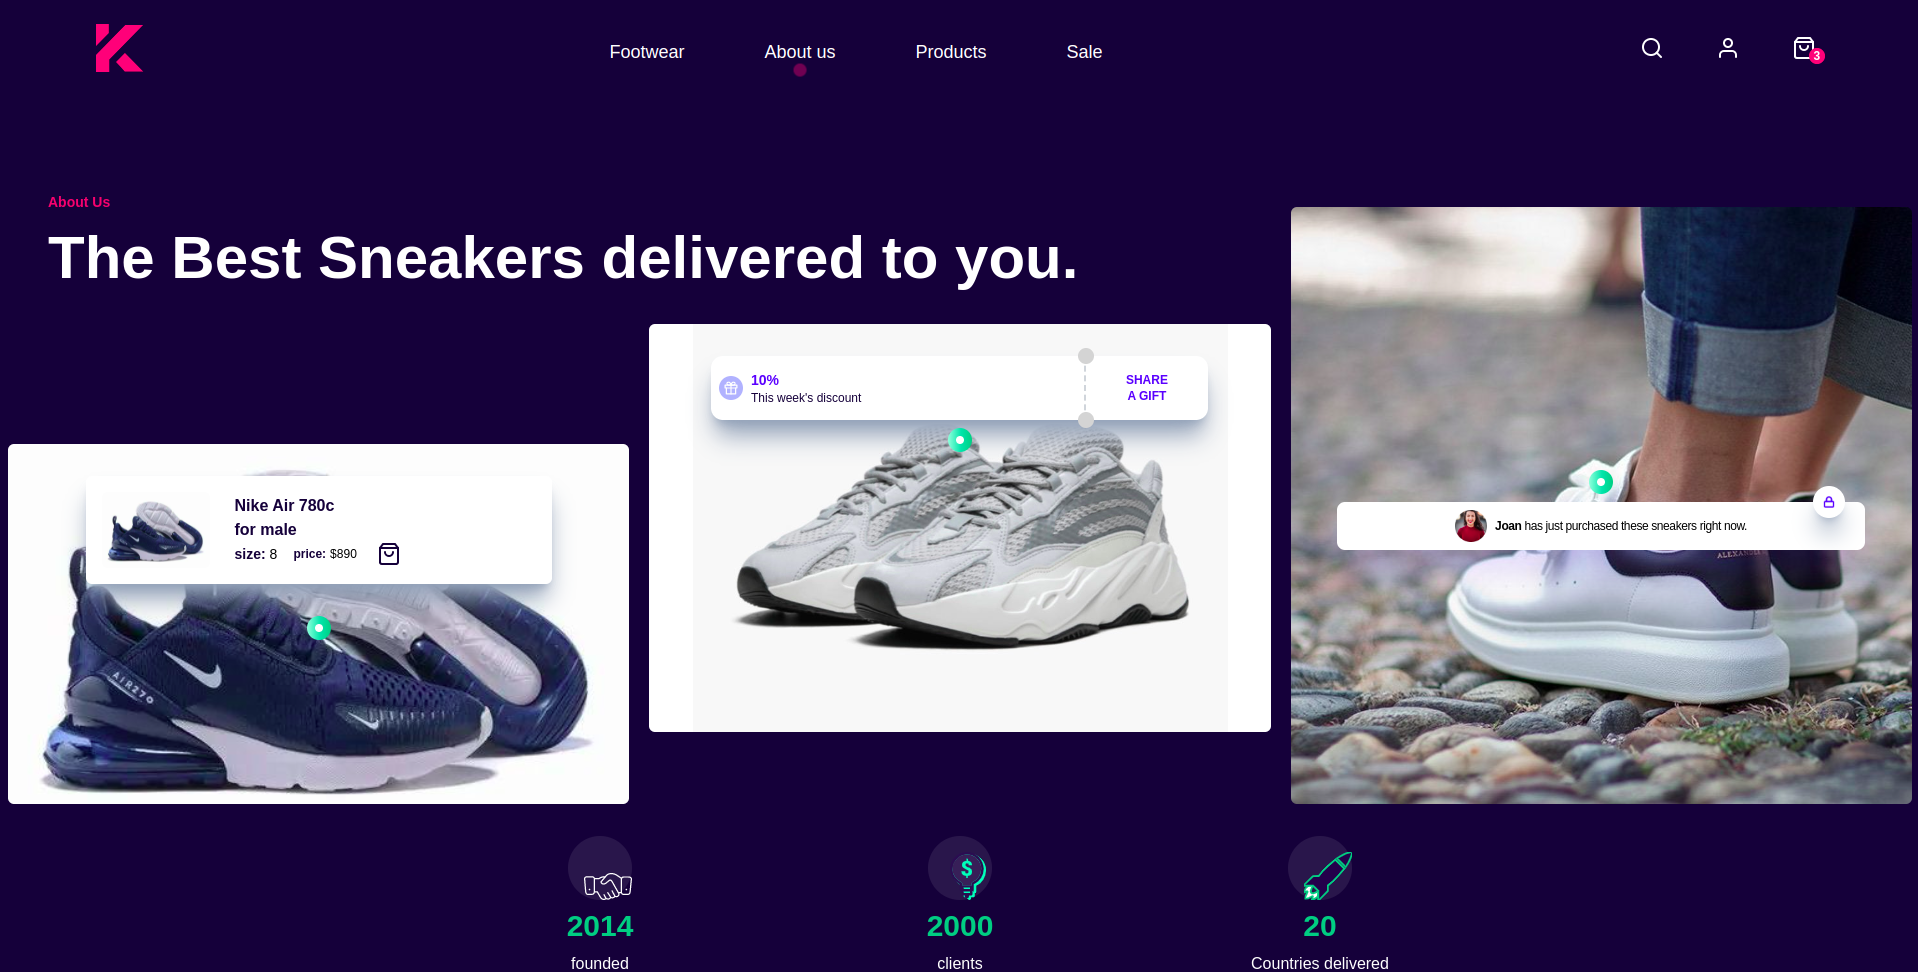 Footwear
About us
Products
Sale
3
About Us
The Best Sneakers delivered to you.
10%
This week's discount
SHARE
A GIFT
Nike Air 780c
for male
size: 8 price: $890
AIR270
Joan has just purchased these sneakers right now.
$
2014
founded
2000
clients
20
Countries delivered